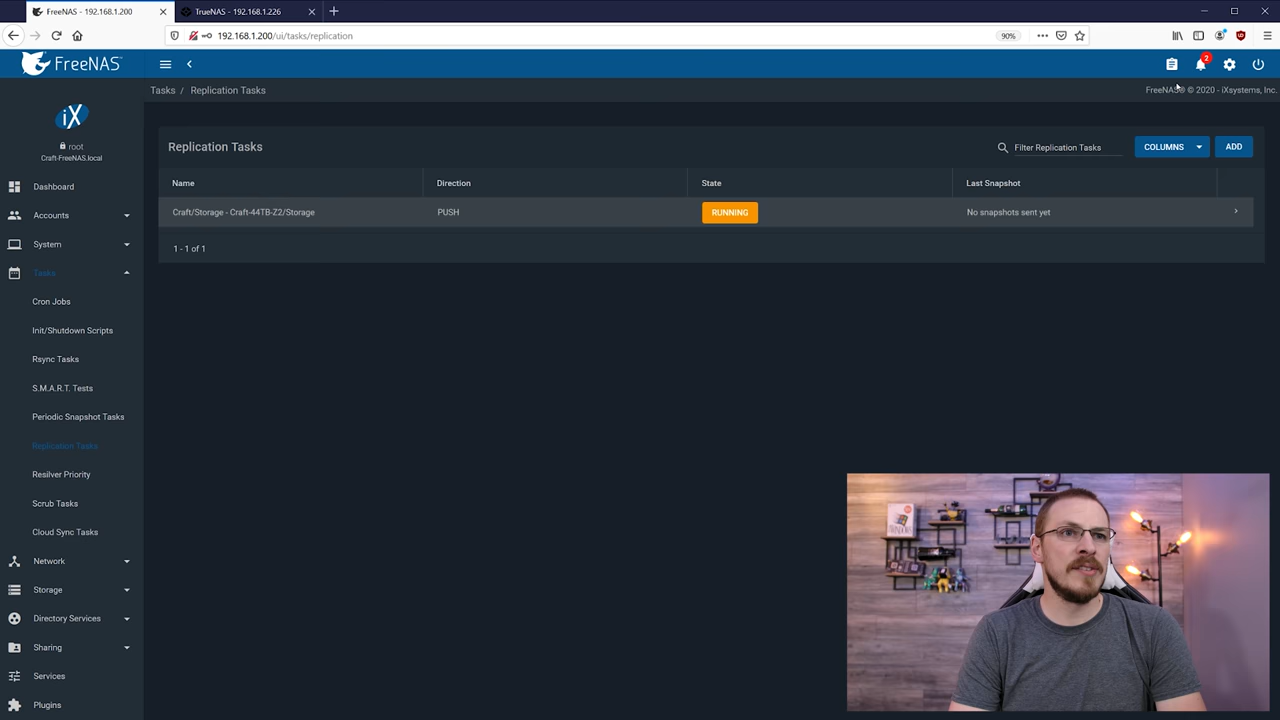 FreeNAS - 192.168.1.200
TrueNAS - 192.168.1.226
192.168.1.200/ui/tasks/replication
90%
FreeNAS®
2
Tasks / Replication Tasks
FreeNAS® © 2020 - iXsystems, Inc.
iX
root
Craft-FreeNAS.local
Dashboard
Accounts
System
Tasks
Cron Jobs
Init/Shutdown Scripts
Rsync Tasks
S.M.A.R.T. Tests
Periodic Snapshot Tasks
Replication Tasks
Resilver Priority
Scrub Tasks
Cloud Sync Tasks
Network
Storage
Directory Services
Sharing
Services
Plugins
Replication Tasks
Filter Replication Tasks
COLUMNS
ADD
Name Direction State Last Snapshot
Craft/Storage - Craft-44TB-Z2/Storage PUSH RUNNING No snapshots sent yet
1 - 1 of 1
WINDOWS